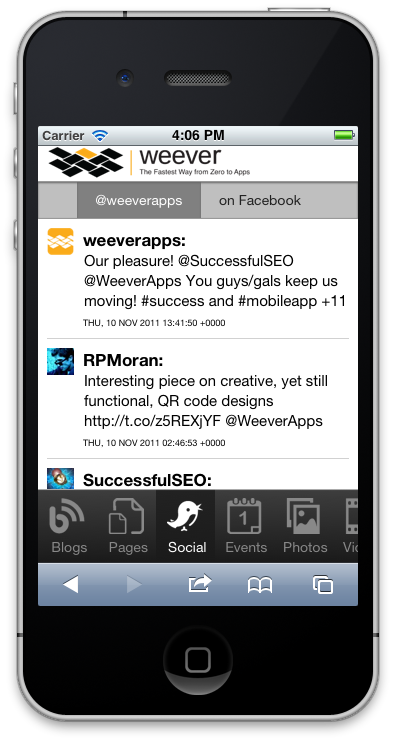 Carrier 4:06 PM
weever
The Fastest Way from Zero to Apps
@weeverapps on Facebook
weeverapps:
Our pleasure! @SuccessfulSEO
@WeeverApps You guys/gals keep us
moving! #success and #mobileapp +11
THU, 10 NOV 2011 13:41:50 +0000
RPMoran:
Interesting piece on creative, yet still
functional, QR code designs
http://t.co/z5REXjYF @WeeverApps
THU, 10 NOV 2011 02:46:53 +0000
SuccessfulSEO:
1
Blogs Pages Social Events Photos Vic